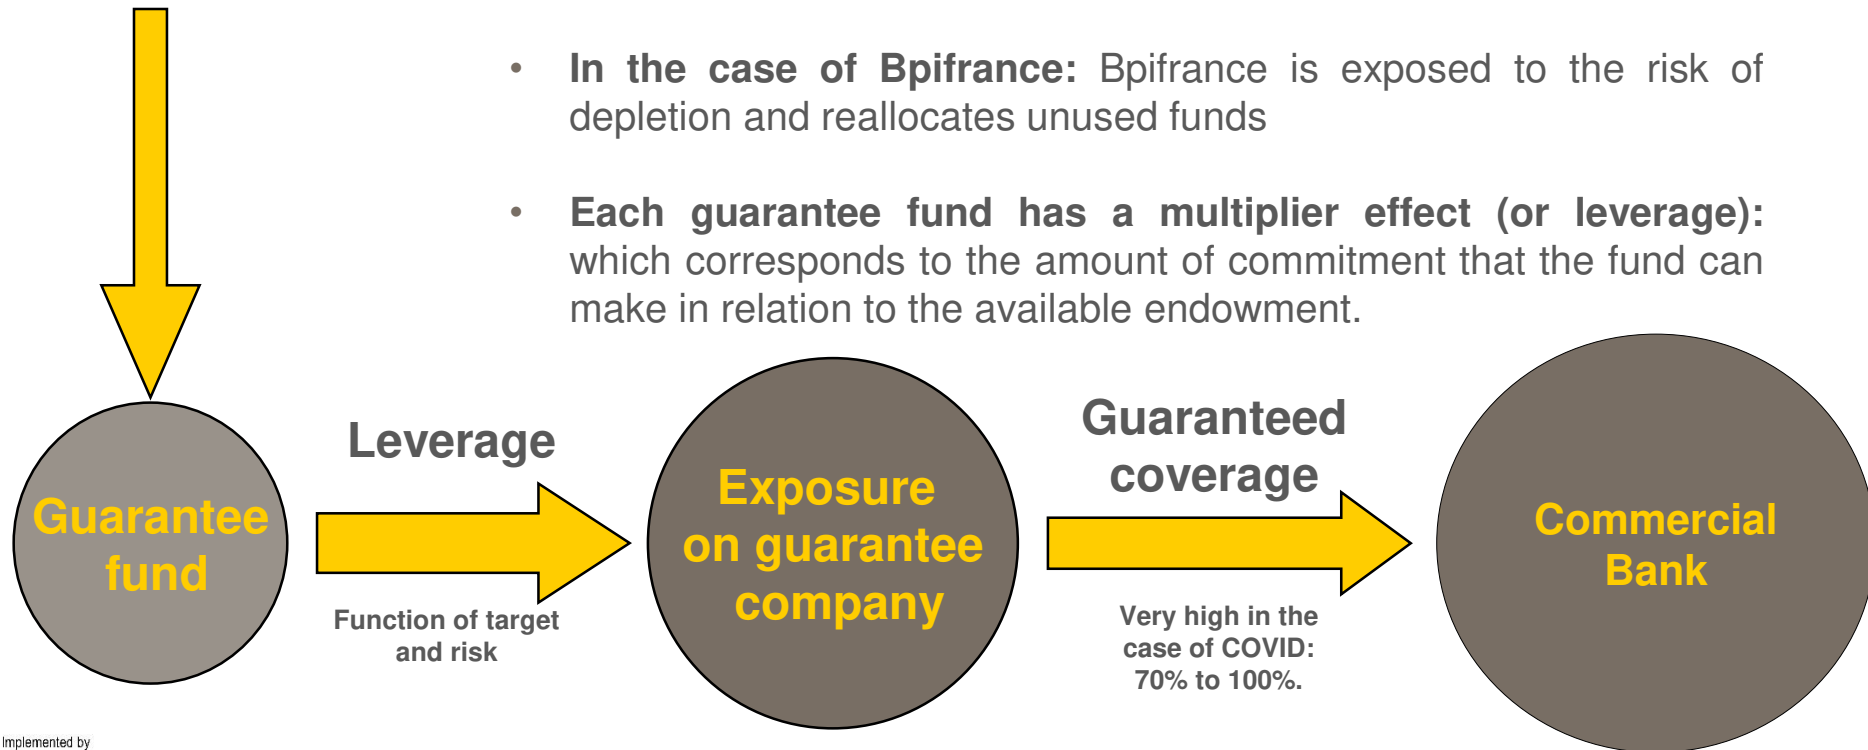 • In the case of Bpifrance: Bpifrance is exposed to the risk of
depletion and reallocates unused funds
• Each guarantee fund has a multiplier effect (or leverage):
which corresponds to the amount of commitment that the fund can
make in relation to the available endowment.
Guarantee
fund
Leverage
Function of target
and risk
Exposure
on guarantee
company
Guaranteed
coverage
Very high in the
case of COVID:
70% to 100%.
Commercial
Bank
Implemented by